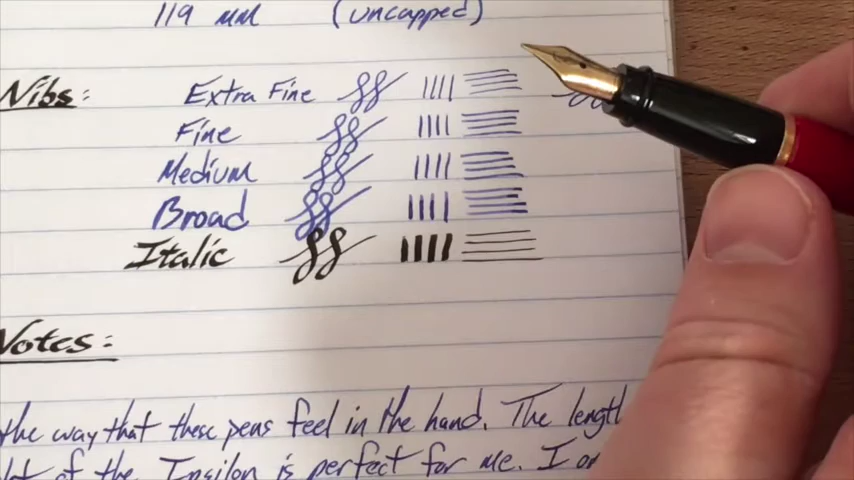 119 mm (uncapped)
Nibs: Extra Fine
Fine
Medium
Broad
Italic
Notes:
the way that these pens feel in the hand. The length
of the Ipsilon is perfect for me. I